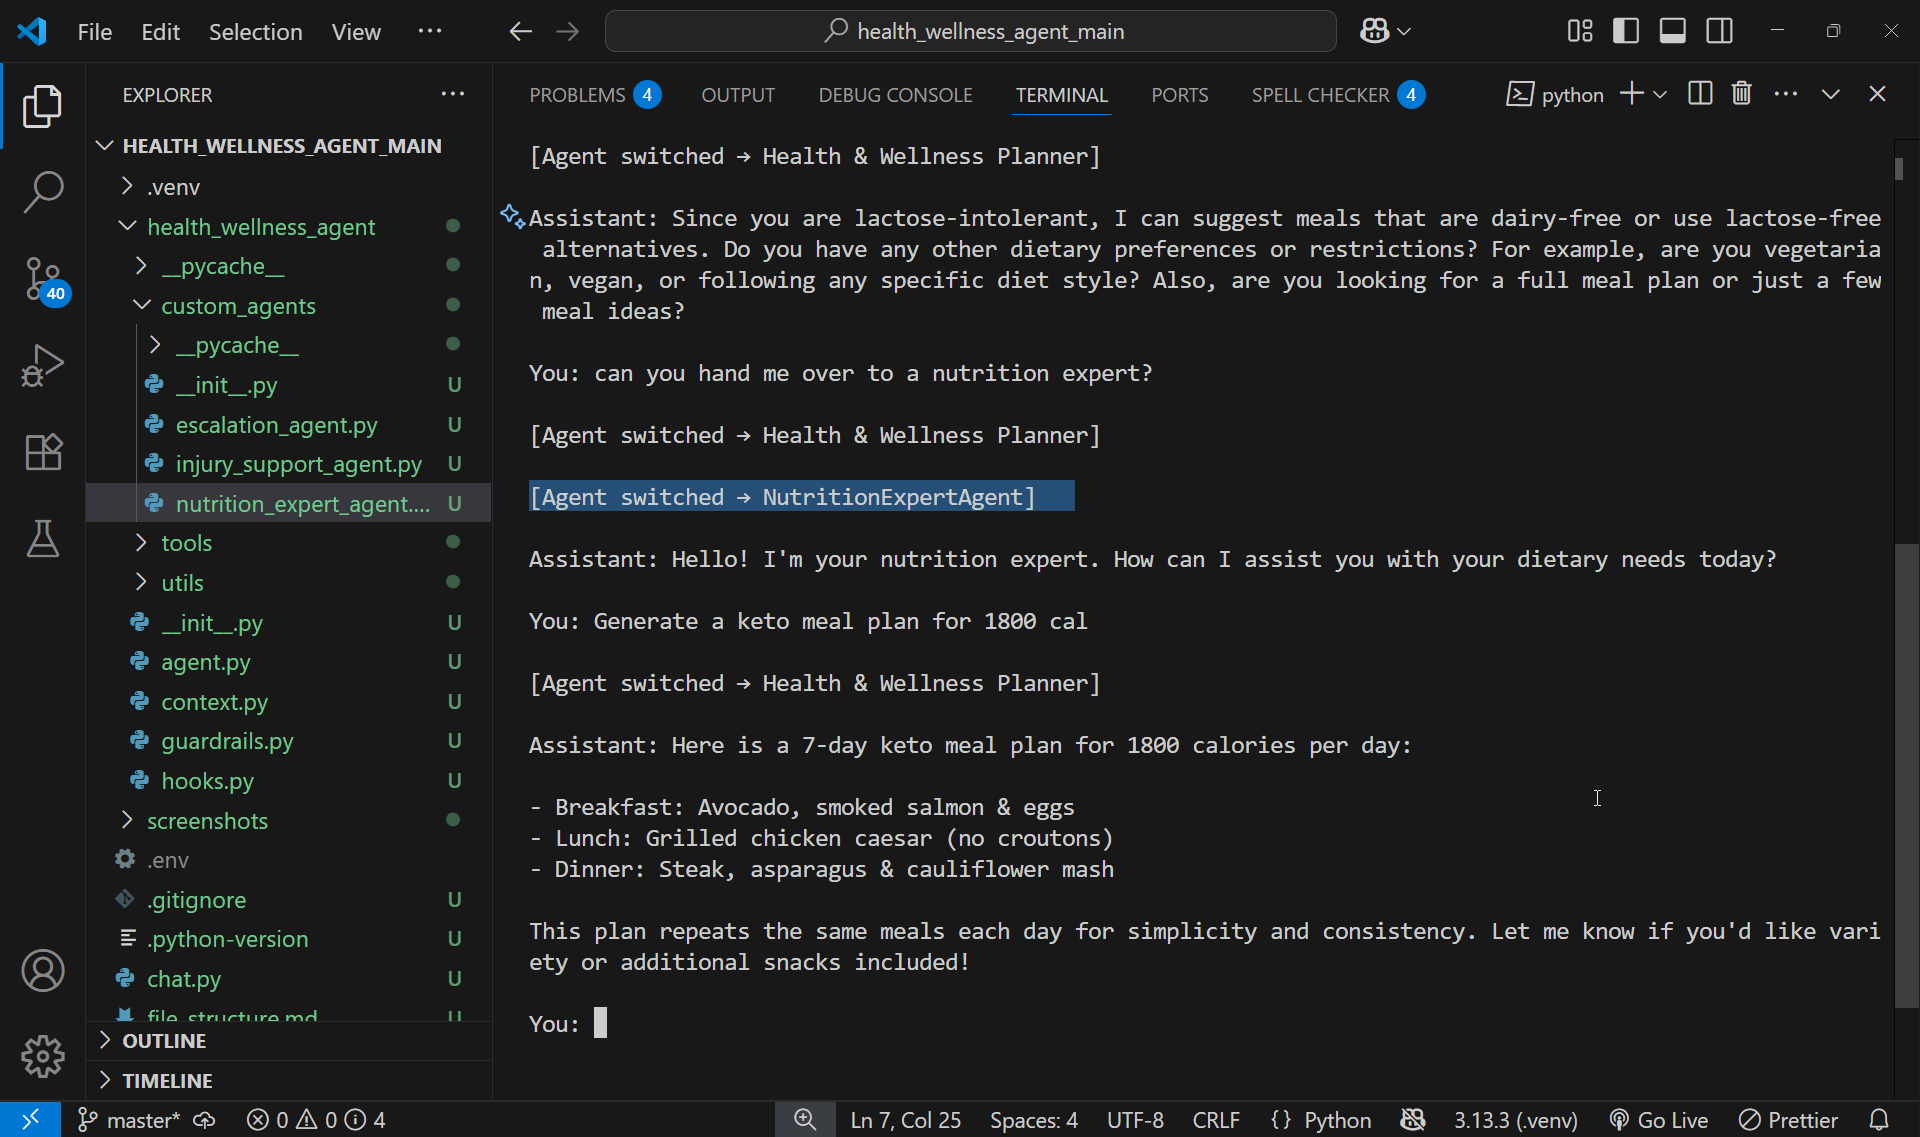 File Edit Selection View ··· health_wellness_agent_main
EXPLORER ···
HEALTH_WELLNESS_AGENT_MAIN
.venv
health_wellness_agent
__pycache__
custom_agents
__pycache__
__init__.py U
escalation_agent.py U
injury_support_agent.py U
nutrition_expert_agent.... U
tools
utils
__init__.py U
agent.py U
context.py U
guardrails.py U
hooks.py U
screenshots
.env
.gitignore U
.python-version U
chat.py U
file_structure.md U
OUTLINE
TIMELINE
40
PROBLEMS 4 OUTPUT DEBUG CONSOLE TERMINAL PORTS SPELL CHECKER 4 python
[Agent switched → Health & Wellness Planner]
Assistant: Since you are lactose-intolerant, I can suggest meals that are dairy-free or use lactose-free
alternatives. Do you have any other dietary preferences or restrictions? For example, are you vegetaria
n, vegan, or following any specific diet style? Also, are you looking for a full meal plan or just a few
meal ideas?
You: can you hand me over to a nutrition expert?
[Agent switched → Health & Wellness Planner]
[Agent switched → NutritionExpertAgent]
Assistant: Hello! I'm your nutrition expert. How can I assist you with your dietary needs today?
You: Generate a keto meal plan for 1800 cal
[Agent switched → Health & Wellness Planner]
Assistant: Here is a 7-day keto meal plan for 1800 calories per day:
- Breakfast: Avocado, smoked salmon & eggs
- Lunch: Grilled chicken caesar (no croutons)
- Dinner: Steak, asparagus & cauliflower mash
This plan repeats the same meals each day for simplicity and consistency. Let me know if you'd like vari
ety or additional snacks included!
You:
master* 0 0 4 Ln 7, Col 25 Spaces: 4 UTF-8 CRLF {} Python 3.13.3 (.venv) Go Live Prettier